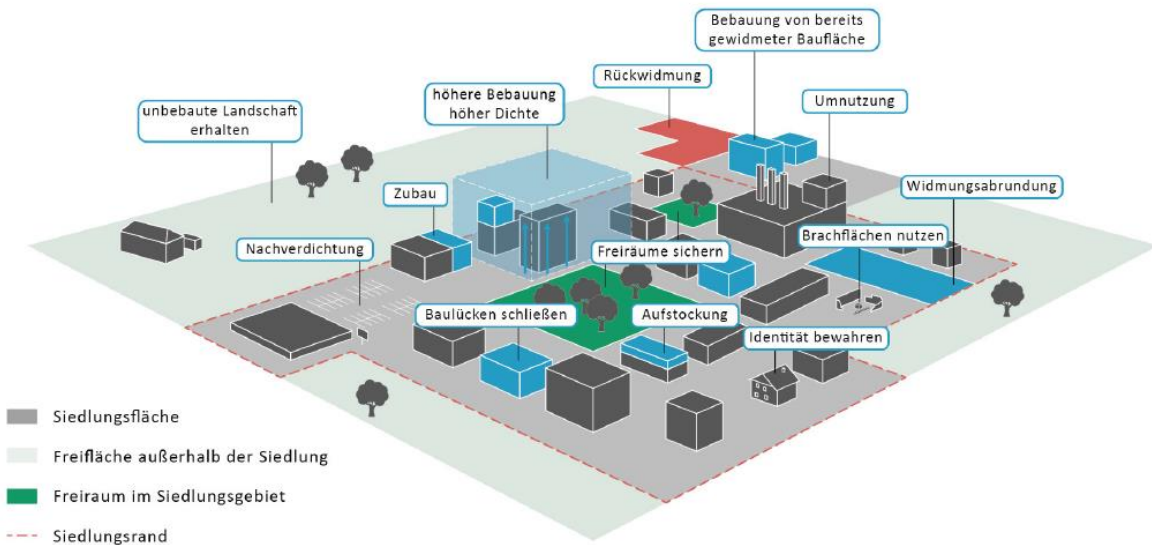 Bebauung von bereits
gewidmeter Baufläche
Rückwidmung
Umnutzung
höhere Bebauung
höher Dichte
unbebaute Landschaft
erhalten
Widmungsabrundung
Zubau
Brachflächen nutzen
Nachverdichtung
Freiräume sichern
Baulücken schließen
Aufstockung
Identität bewahren
Siedlungsfläche
Freifläche außerhalb der Siedlung
Freiraum im Siedlungsgebiet
Siedlungsrand